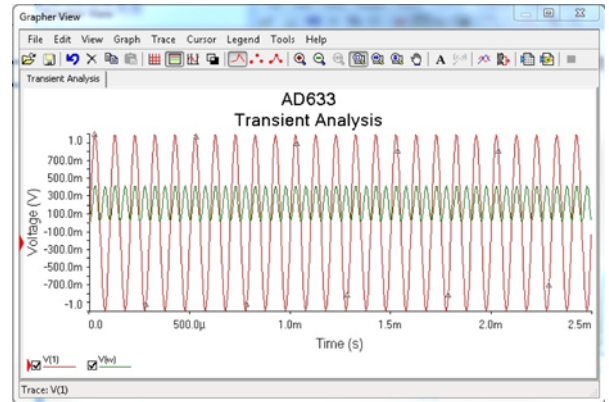 Grapher View
File Edit View Graph Trace Cursor Legend Tools Help
A
Transient Analysis
AD633
Transient Analysis
Voltage (V)
1.0
700.0m
500.0m
300.0m
100.0m
-100.0m
-300.0m
-500.0m
-700.0m
-1.0
0.0 500.0µ 1.0m 1.5m 2.0m 2.5m
Time (s)
V(1)
Trace: V(1)